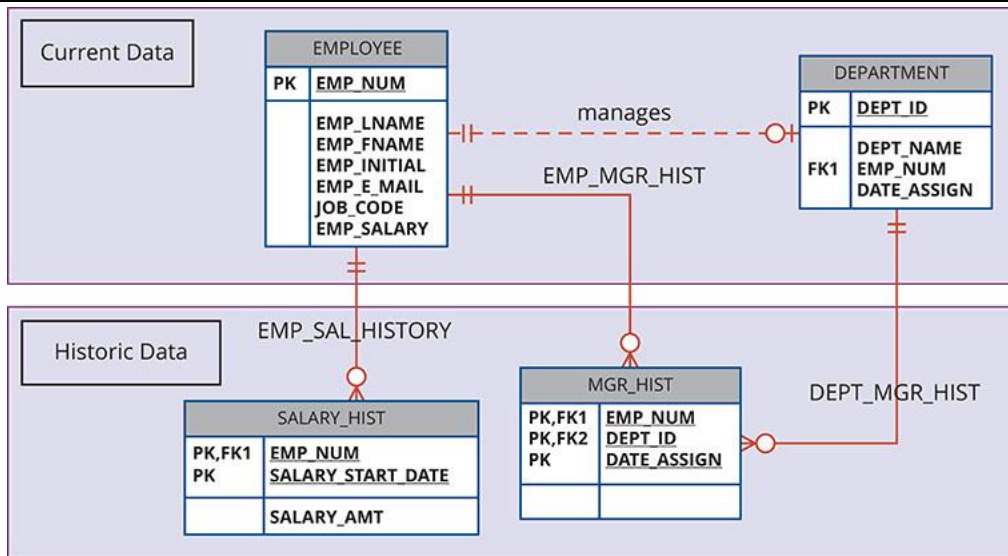 Current Data
EMPLOYEE
PK EMP_NUM
EMP_LNAME
EMP_FNAME
EMP_INITIAL
EMP_E_MAIL
JOB_CODE
EMP_SALARY
manages
DEPARTMENT
PK DEPT_ID
DEPT_NAME
FK1 EMP_NUM
DATE_ASSIGN
EMP_MGR_HIST
Historic Data
EMP_SAL_HISTORY
SALARY_HIST
PK,FK1 EMP_NUM
PK SALARY_START_DATE
SALARY_AMT
MGR_HIST
PK,FK1 EMP_NUM
PK,FK2 DEPT_ID
PK DATE_ASSIGN
DEPT_MGR_HIST